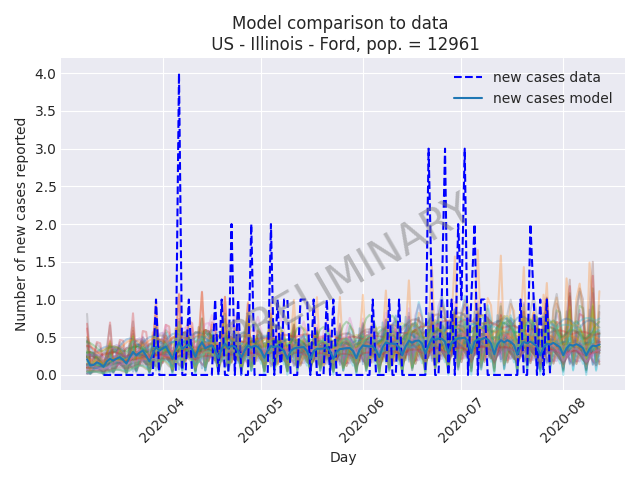 Model comparison to data
US - Illinois - Ford, pop. = 12961
Number of new cases reported
4.0
3.5
3.0
2.5
2.0
1.5
1.0
0.5
0.0
new cases data
new cases model
PRELIMINARY
2020-04
2020-05
2020-06
2020-07
2020-08
Day